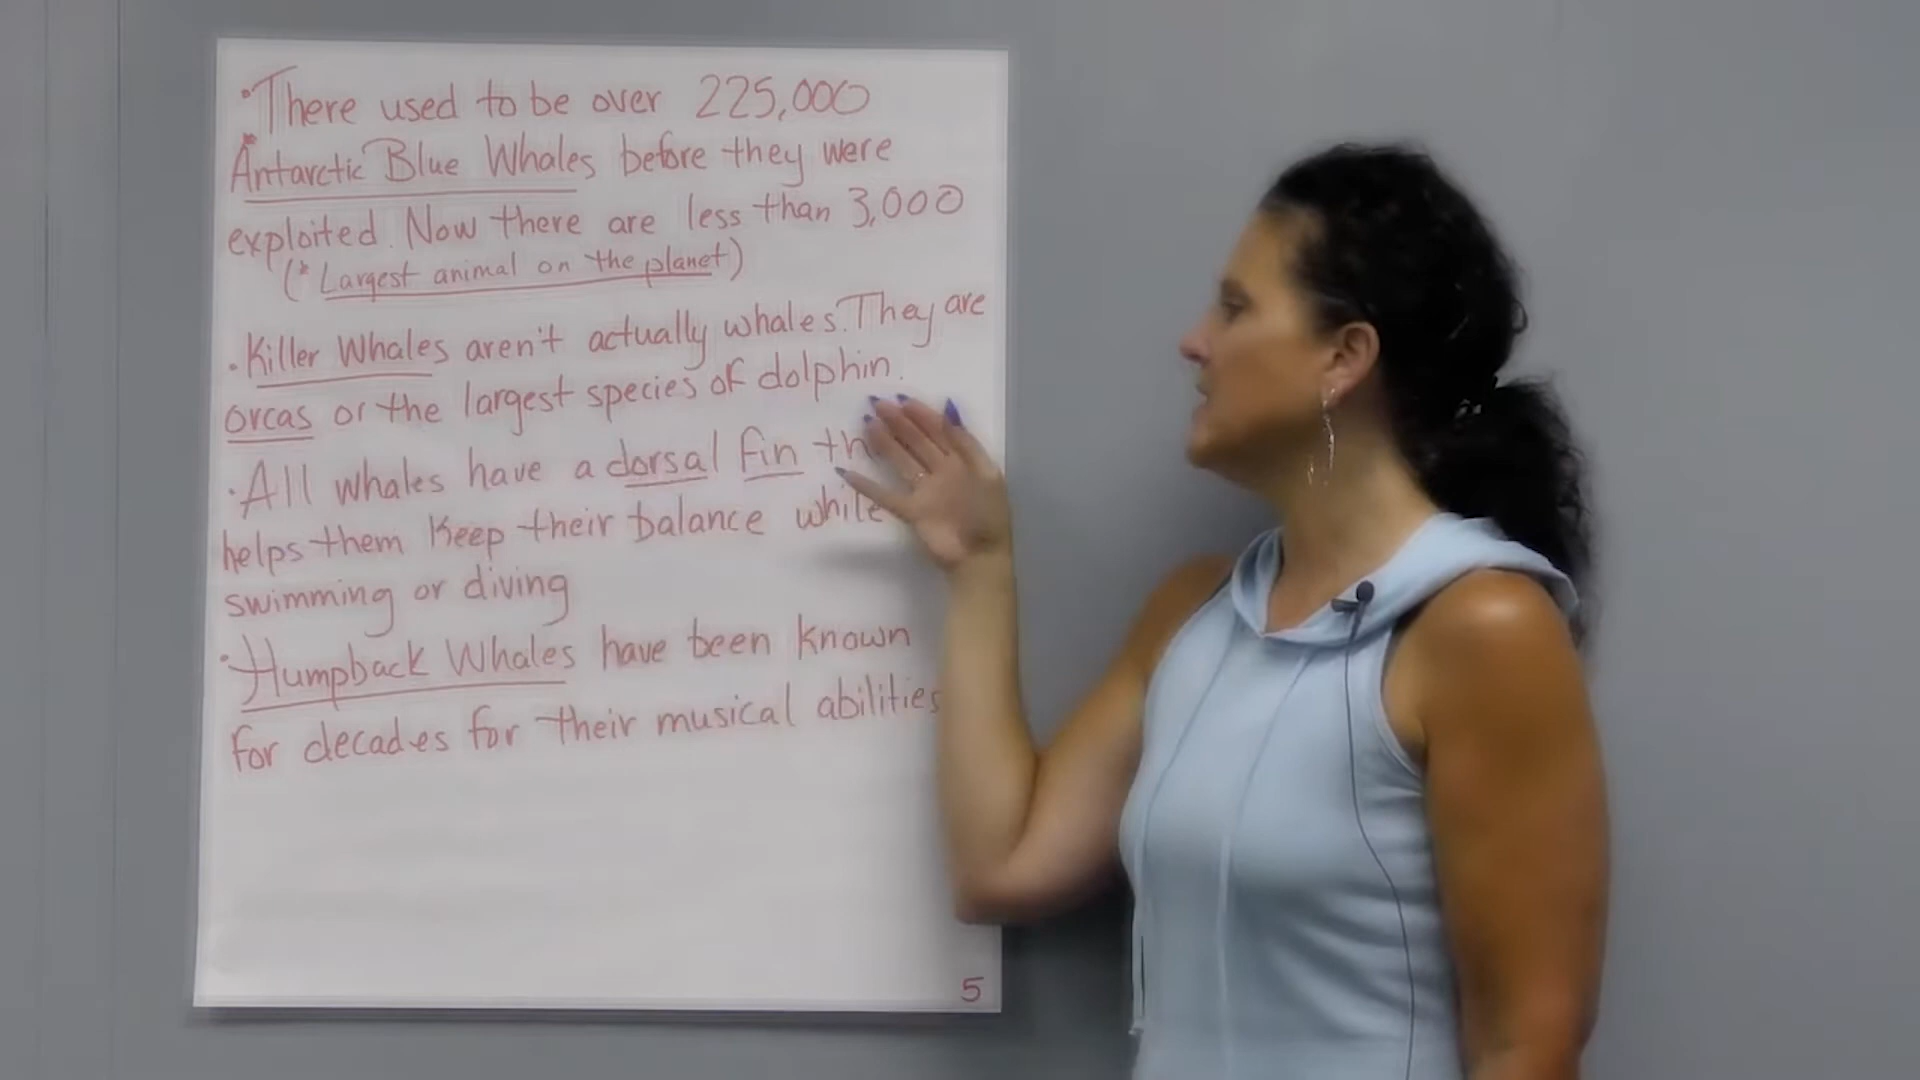 •There used to be over 225,000
*Antarctic Blue Whales before they were
exploited. Now there are less than 3,000
(*Largest animal on the planet)
•Killer Whales aren't actually whales. They are
orcas or the largest species of dolphin.
•All whales have a dorsal fin th
helps them keep their balance while
swimming or diving
•Humpback Whales have been known
for decades for their musical abilities
5